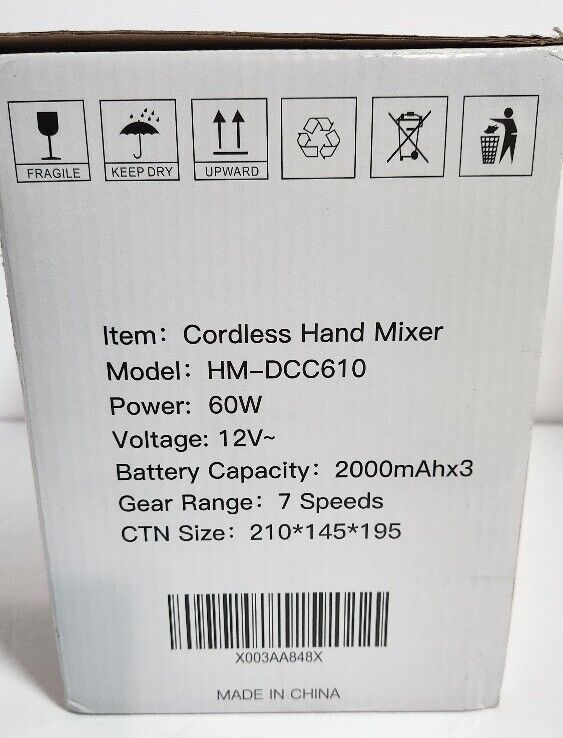 FRAGILE KEEP DRY UPWARD
Item: Cordless Hand Mixer
Model: HM-DCC610
Power: 60W
Voltage: 12V~
Battery Capacity: 2000mAhx3
Gear Range: 7 Speeds
CTN Size: 210*145*195
X003AA848X
MADE IN CHINA